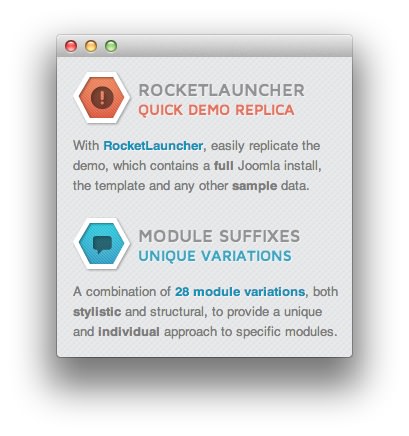 ROCKETLAUNCHER
QUICK DEMO REPLICA
With RocketLauncher, easily replicate the
demo, which contains a full Joomla install,
the template and any other sample data.
MODULE SUFFIXES
UNIQUE VARIATIONS
A combination of 28 module variations, both
stylistic and structural, to provide a unique
and individual approach to specific modules.